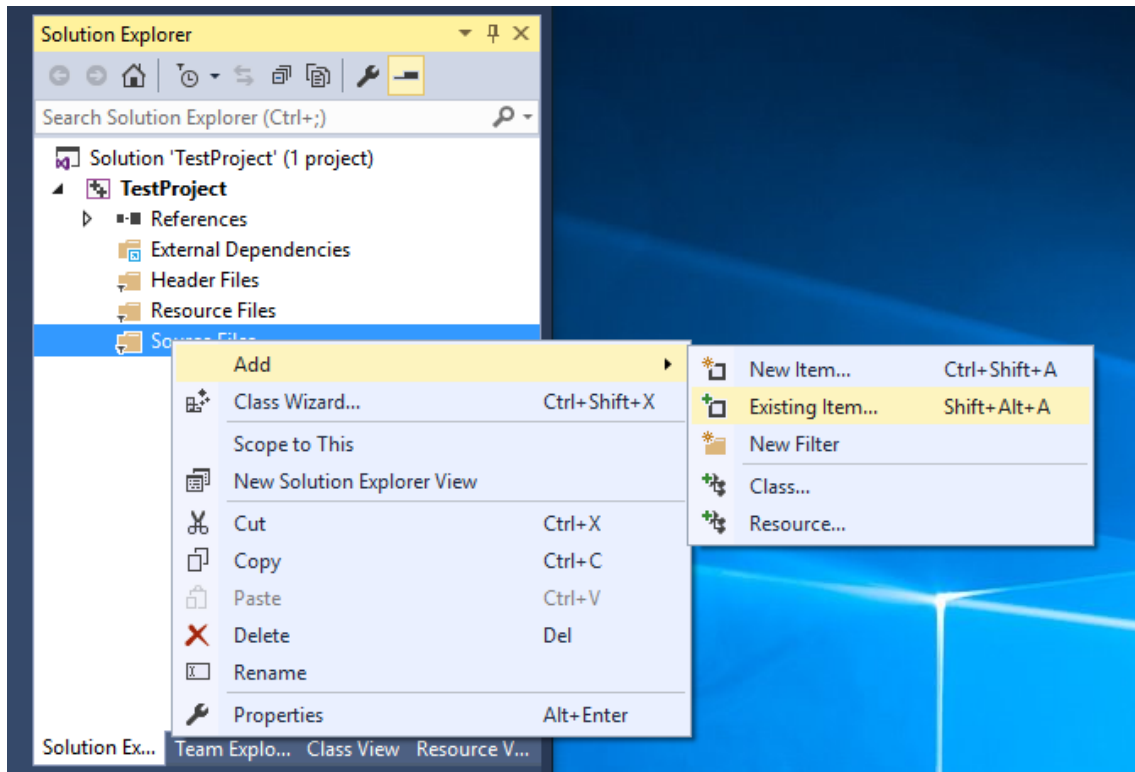 Solution Explorer
Search Solution Explorer (Ctrl+;)
Solution 'TestProject' (1 project)
TestProject
References
External Dependencies
Header Files
Resource Files
Source Files
Add
Class Wizard... Ctrl+Shift+X
Scope to This
New Solution Explorer View
Cut Ctrl+X
Copy Ctrl+C
Paste Ctrl+V
Delete Del
Rename
Properties Alt+Enter
New Item... Ctrl+Shift+A
Existing Item... Shift+Alt+A
New Filter
Class...
Resource...
Solution Ex... Team Explo... Class View Resource V...